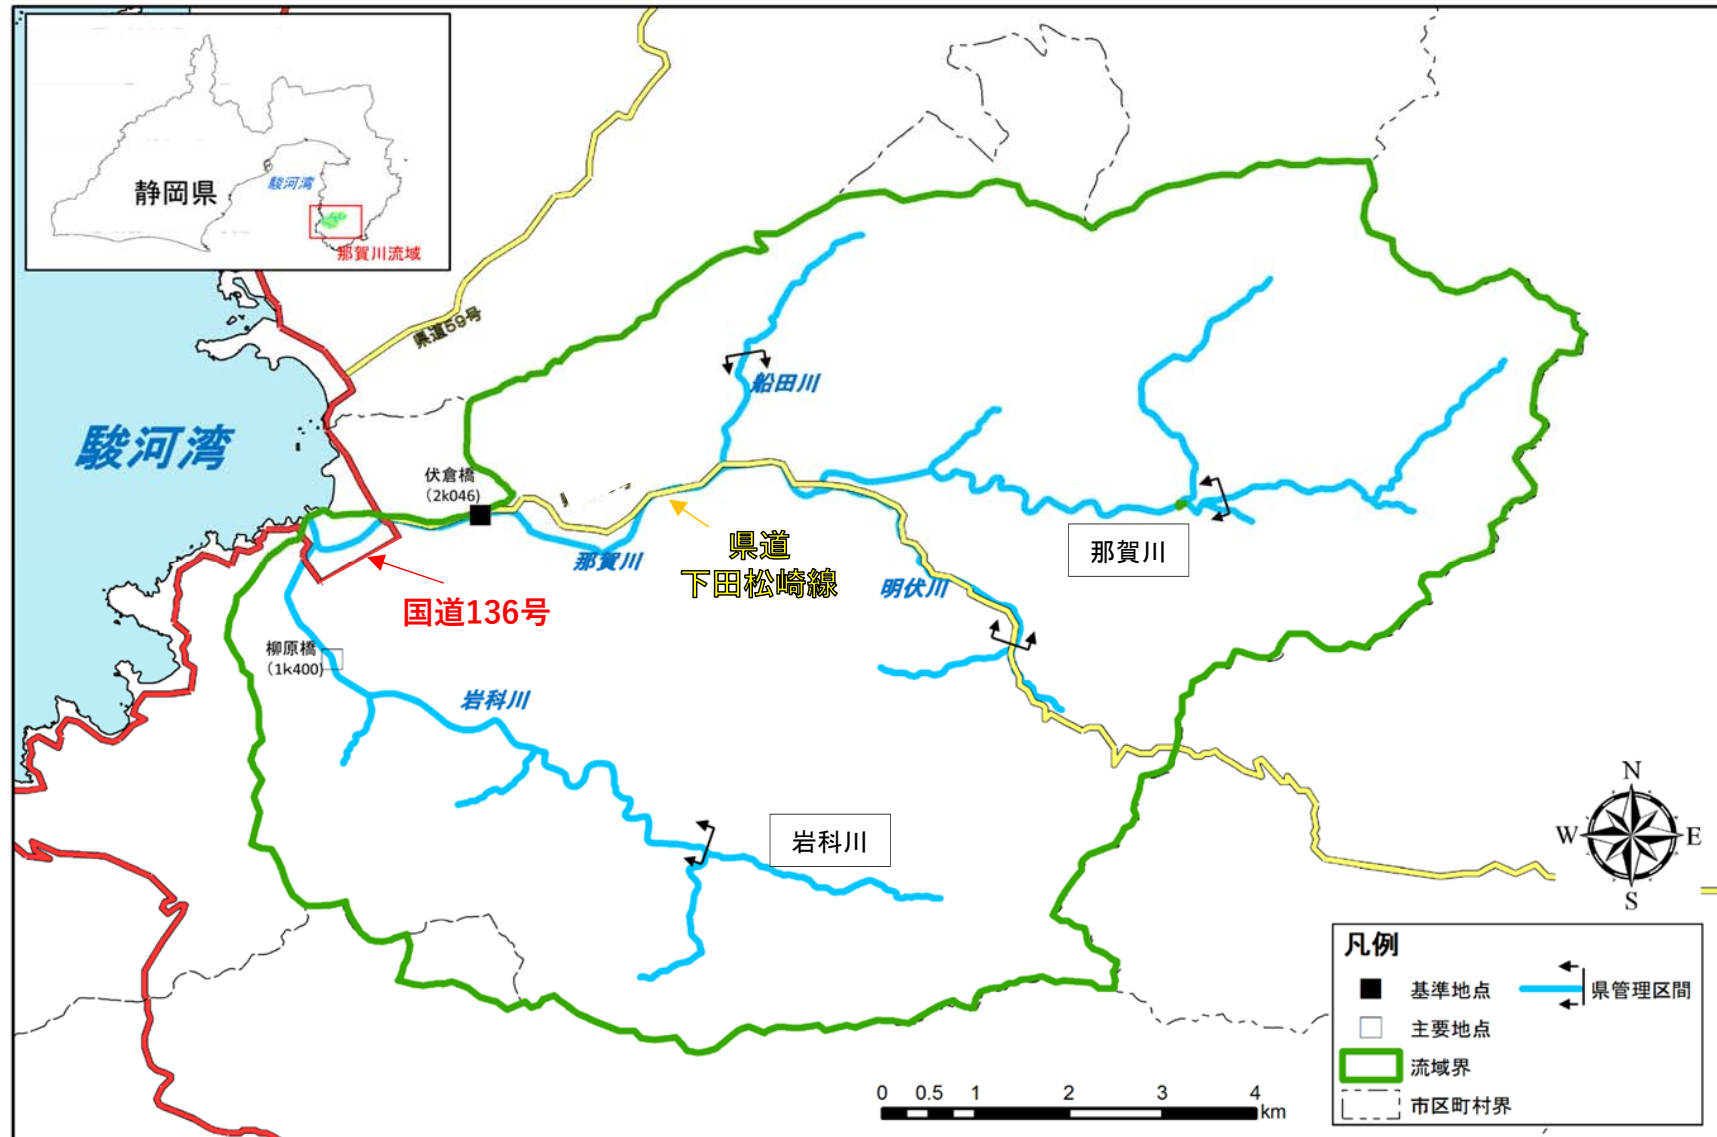 静岡県
駿河湾
那賀川流域
県道59号
駿河湾
船田川
伏倉橋
(2k046)
那賀川
県道
下田松崎線
国道136号
那賀川
明伏川
柳原橋
(1k400)
岩科川
岩科川
N
W
E
S
凡例
基準地点
県管理区間
主要地点
流域界
市区町村界
0 0.5 1 2 3 4
km